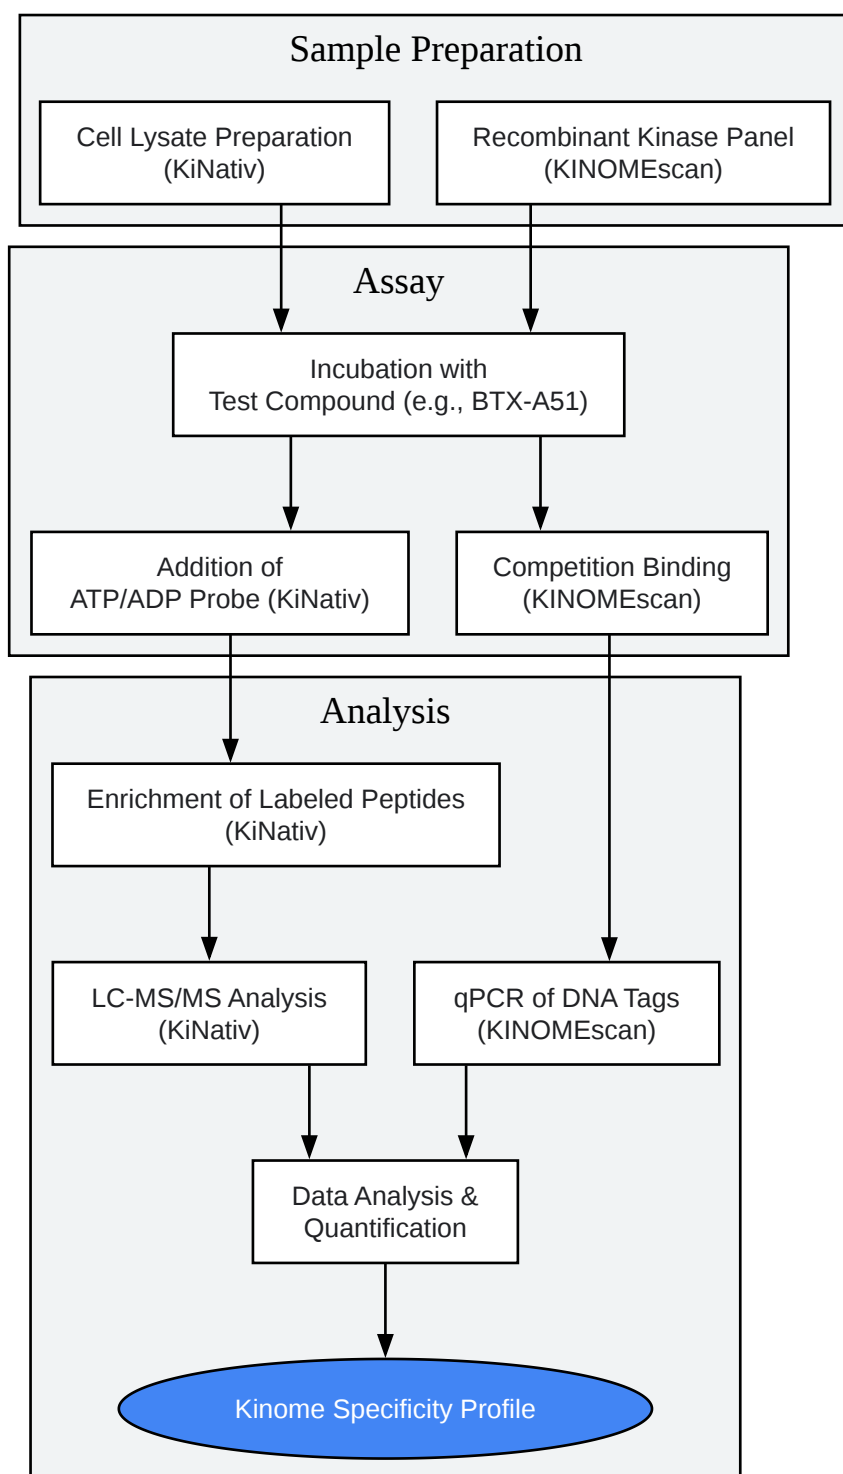 Sample Preparation
Cell Lysate Preparation
(KiNativ)
Recombinant Kinase Panel
(KINOMEscan)
Assay
Incubation with
Test Compound (e.g., BTX-A51)
Addition of
ATP/ADP Probe (KiNativ)
Competition Binding
(KINOMEscan)
Analysis
Enrichment of Labeled Peptides
(KiNativ)
LC-MS/MS Analysis
(KiNativ)
qPCR of DNA Tags
(KINOMEscan)
Data Analysis &
Quantification
Kinome Specificity Profile